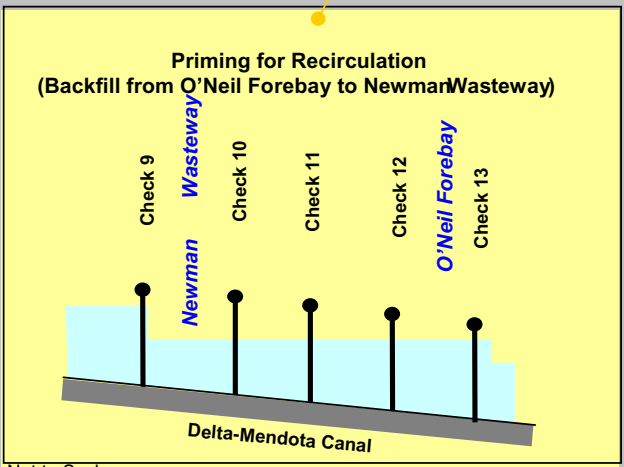 Priming for Recirculation
(Backfill from O'Neil Forebay to NewmanWasteway)
Check 9
Newman Wasteway
Check 10
Check 11
Check 12
O'Neil Forebay
Check 13
Delta-Mendota Canal